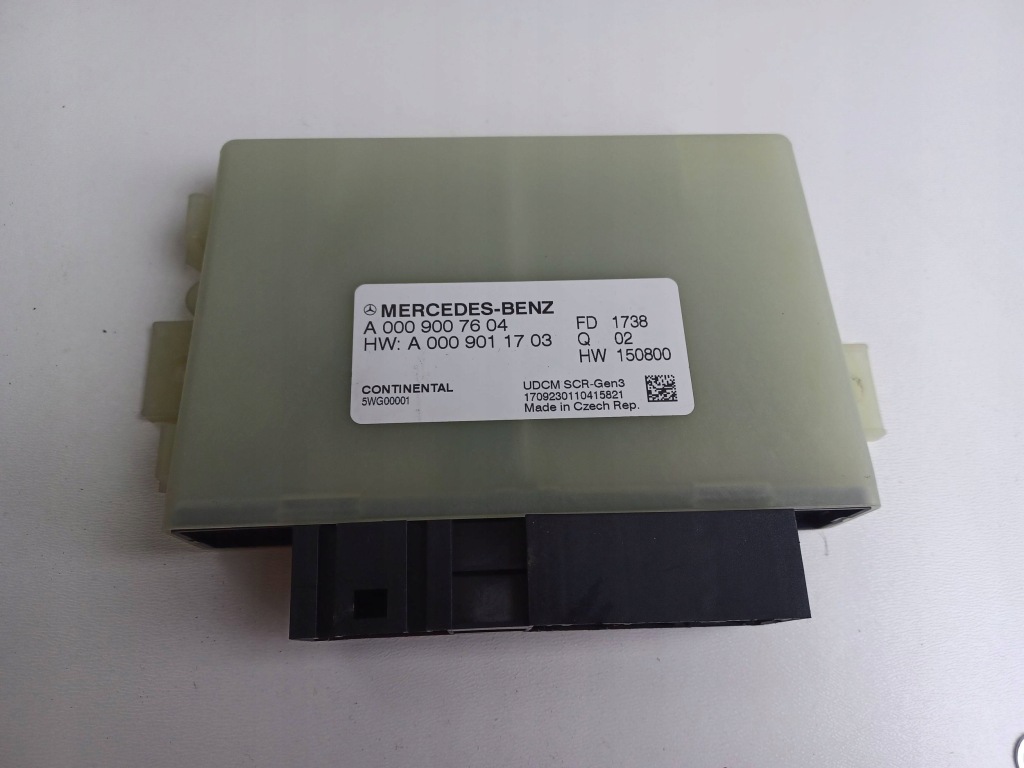 MERCEDES-BENZ
A 000 900 76 04
HW: A 000 901 17 03
FD 1738
Q 02
HW 150800
CONTINENTAL
5WG00001
UDCM SCR-Gen3
1709230110415821
Made in Czech Rep.